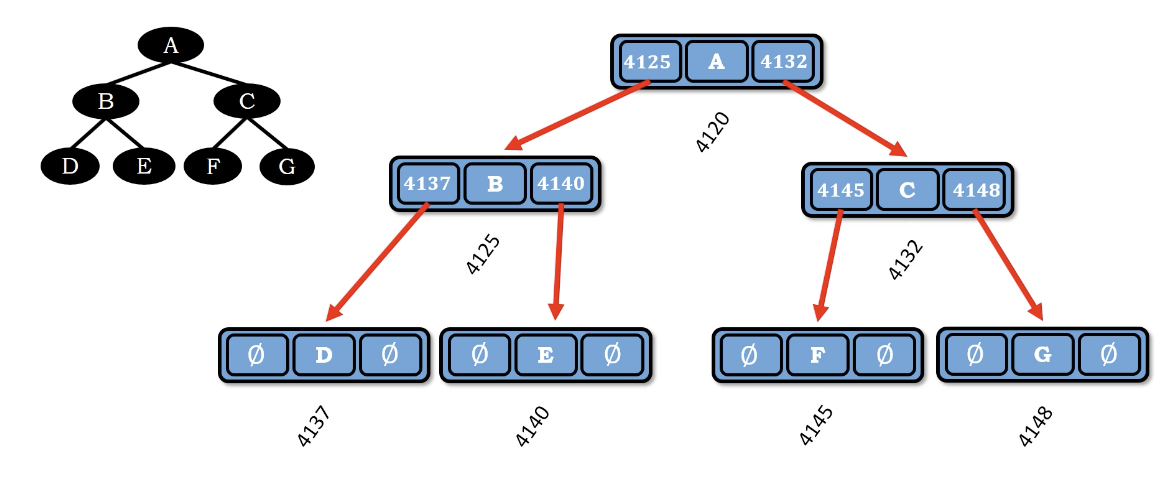 A
B C
D E F G
4125 A 4132
4120
4137 B 4140
4125
4145 C 4148
4132
∅ D ∅
4137
∅ E ∅
4140
∅ F ∅
4145
∅ G ∅
4148